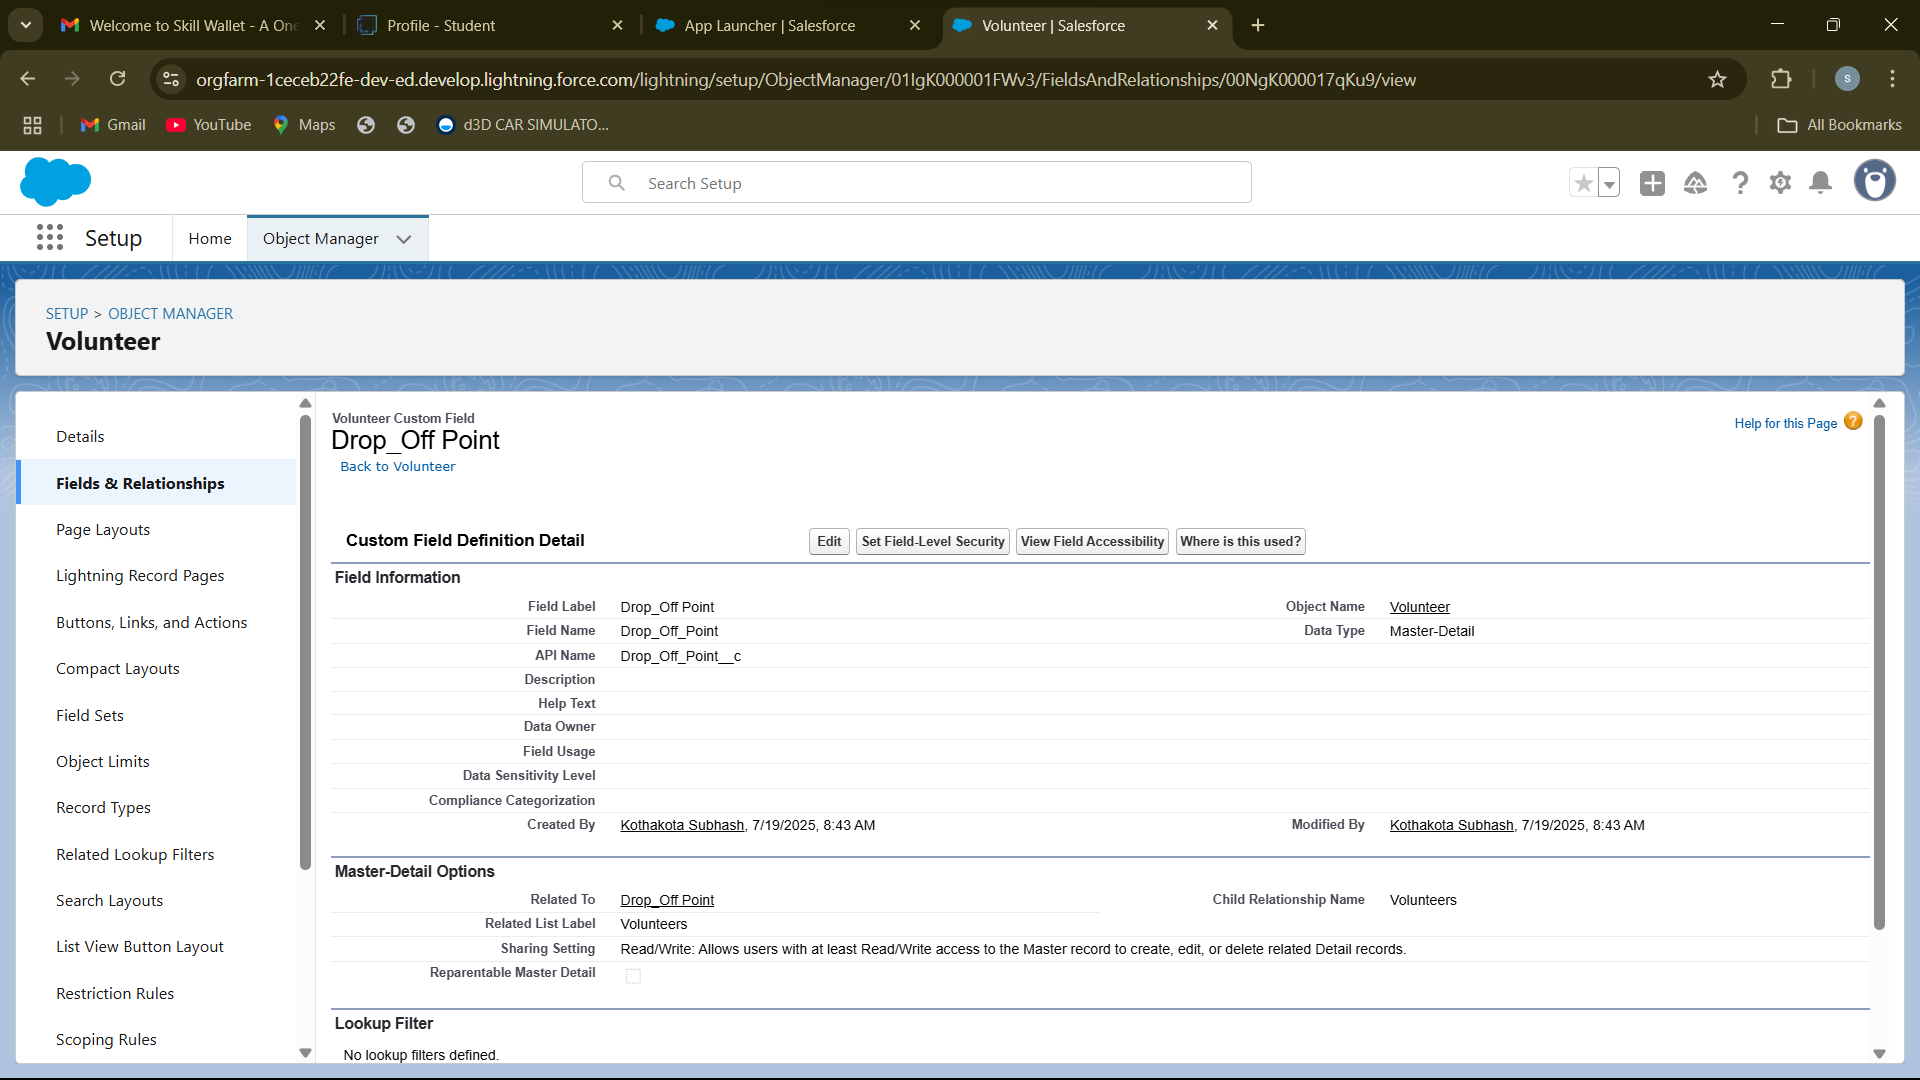 Welcome to Skill Wallet - A One
Profile - Student
App Launcher | Salesforce
Volunteer | Salesforce
orgfarm-1ceceb22fe-dev-ed.develop.lightning.force.com/lightning/setup/ObjectManager/01IgK000001FWv3/FieldsAndRelationships/00NgK000017qKu9/view
S
Gmail
YouTube
Maps
d3D CAR SIMULATO...
All Bookmarks
Search Setup
Setup
Home
Object Manager
SETUP > OBJECT MANAGER
Volunteer
Details
Fields & Relationships
Page Layouts
Lightning Record Pages
Buttons, Links, and Actions
Compact Layouts
Field Sets
Object Limits
Record Types
Related Lookup Filters
Search Layouts
List View Button Layout
Restriction Rules
Scoping Rules
Volunteer Custom Field
Drop_Off Point
Back to Volunteer
Help for this Page
Custom Field Definition Detail
Edit
Set Field-Level Security
View Field Accessibility
Where is this used?
Field Information
Field Label Drop_Off Point
Object Name Volunteer
Field Name Drop_Off_Point
Data Type Master-Detail
API Name Drop_Off_Point__c
Description
Help Text
Data Owner
Field Usage
Data Sensitivity Level
Compliance Categorization
Created By Kothakota Subhash, 7/19/2025, 8:43 AM
Modified By Kothakota Subhash, 7/19/2025, 8:43 AM
Master-Detail Options
Related To Drop_Off Point
Child Relationship Name Volunteers
Related List Label Volunteers
Sharing Setting Read/Write: Allows users with at least Read/Write access to the Master record to create, edit, or delete related Detail records.
Reparentable Master Detail
Lookup Filter
No lookup filters defined.